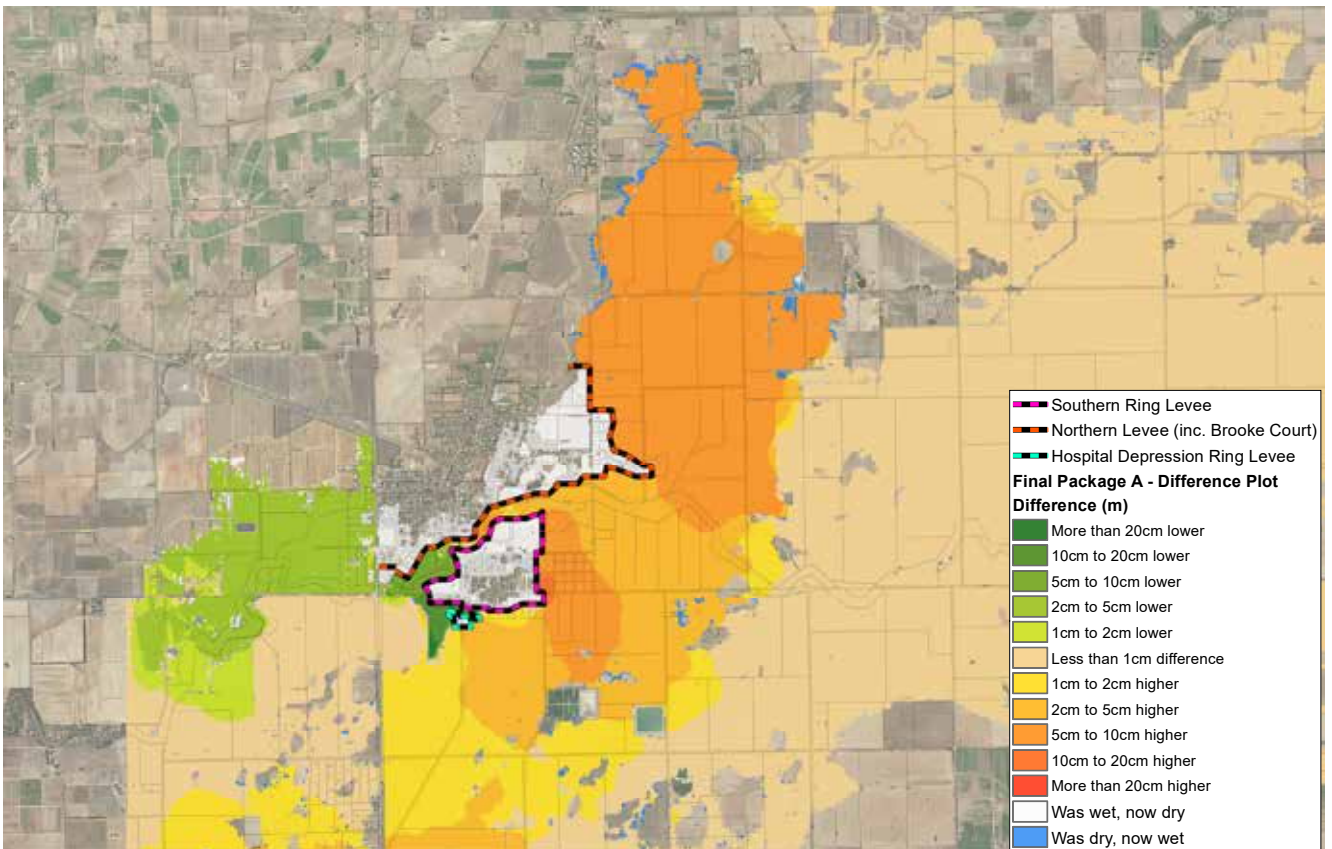 Southern Ring Levee
Northern Levee (inc. Brooke Court)
Hospital Depression Ring Levee
Final Package A - Difference Plot
Difference (m)
More than 20cm lower
10cm to 20cm lower
5cm to 10cm lower
2cm to 5cm lower
1cm to 2cm lower
Less than 1cm difference
1cm to 2cm higher
2cm to 5cm higher
5cm to 10cm higher
10cm to 20cm higher
More than 20cm higher
Was wet, now dry
Was dry, now wet